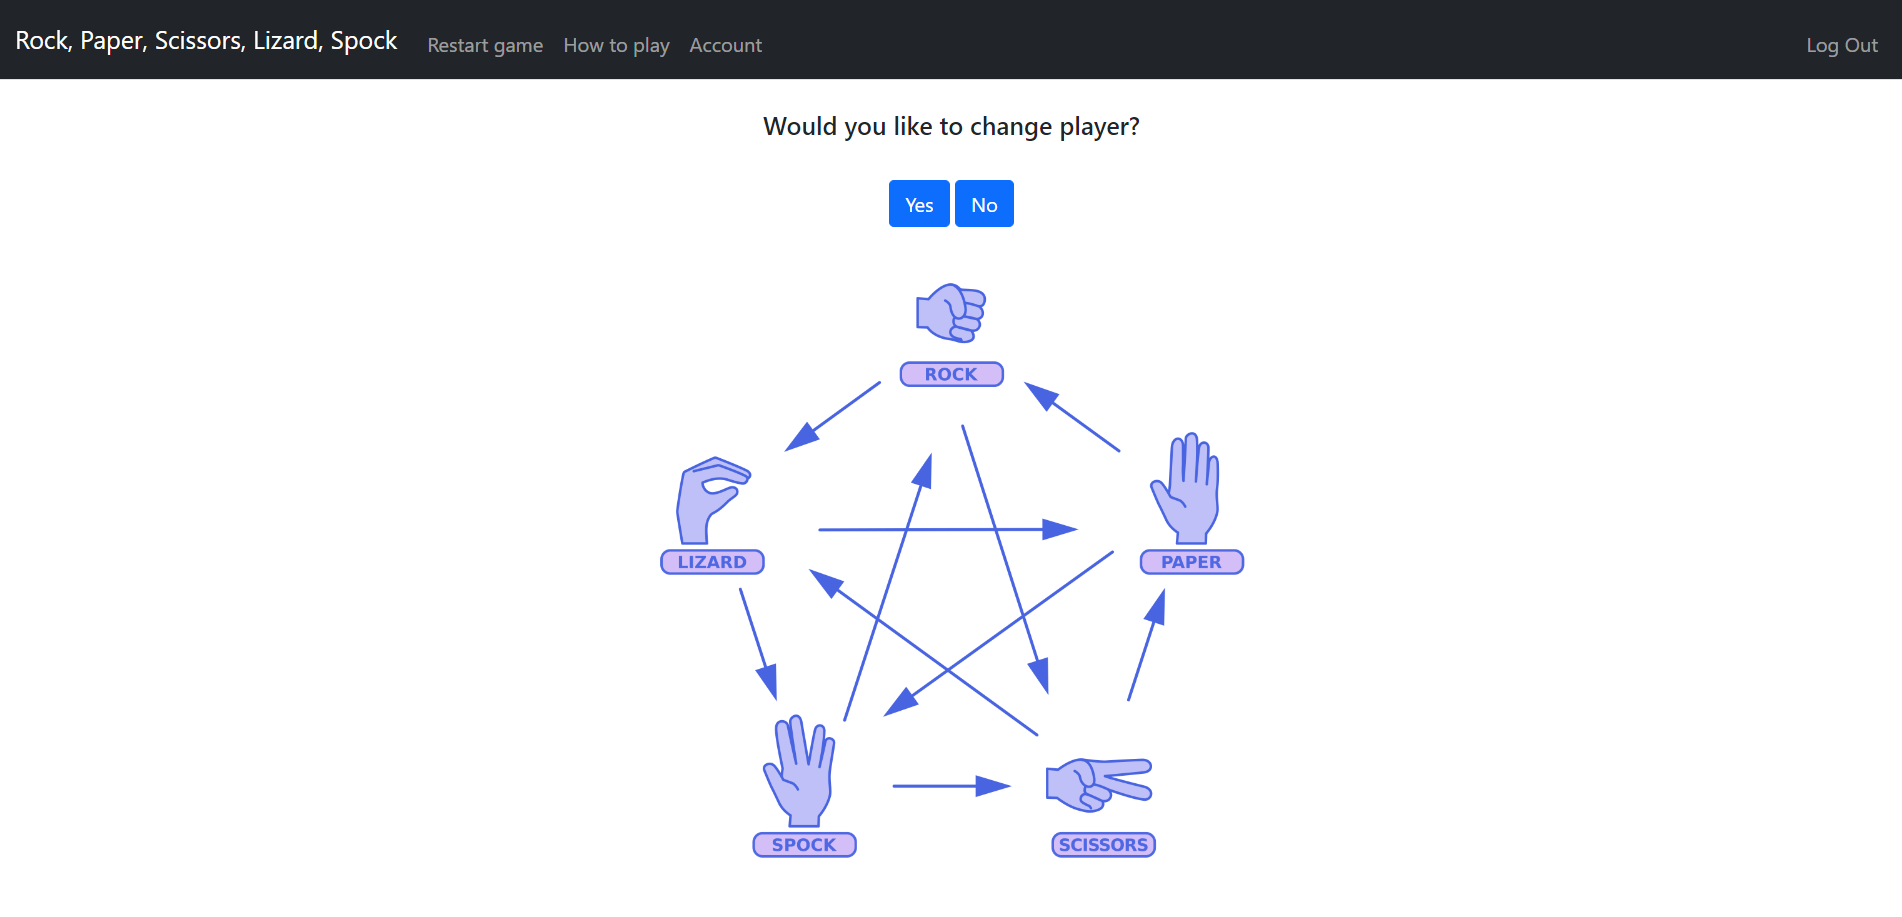 Rock, Paper, Scissors, Lizard, Spock Restart game How to play Account Log Out
Would you like to change player?
Yes No
ROCK
LIZARD PAPER
SPOCK SCISSORS